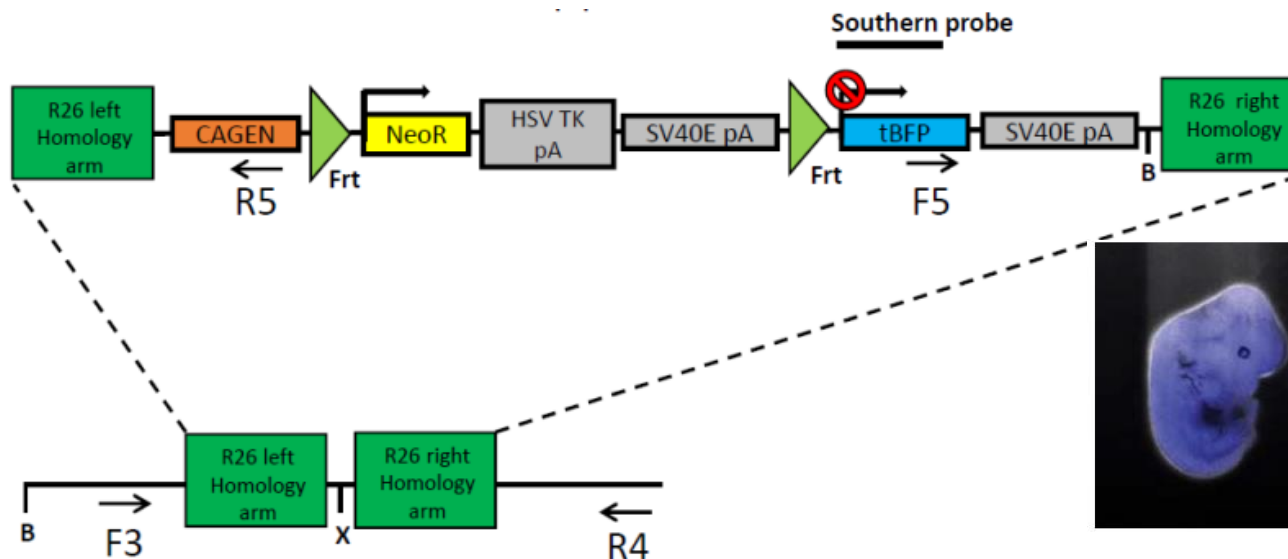 Southern probe
R26 left
Homology
arm
CAGEN
NeoR
HSV TK
pA
SV40E pA
tBFP
SV40E pA
R26 right
Homology
arm
R5
Frt
Frt
F5
B
R26 left
Homology
arm
R26 right
Homology
arm
B
F3
X
R4